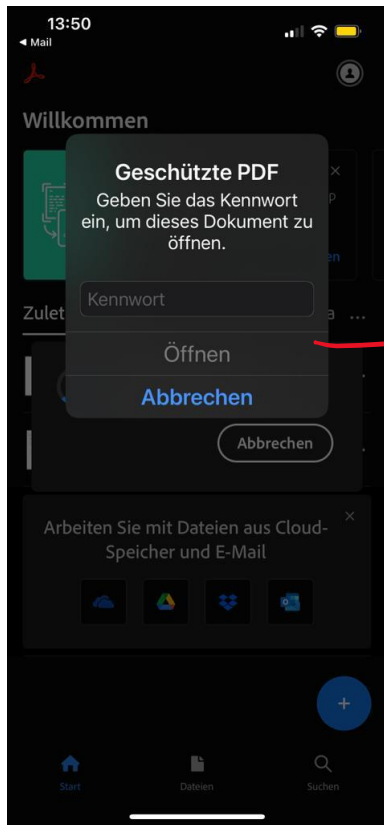 13:50
◀ Mail
Willkommen
Geschützte PDF
Geben Sie das Kennwort
ein, um dieses Dokument zu
öffnen.
Kennwort
Öffnen
Abbrechen
Abbrechen
Arbeiten Sie mit Dateien aus Cloud-
Speicher und E-Mail
Start
Dateien
Suchen